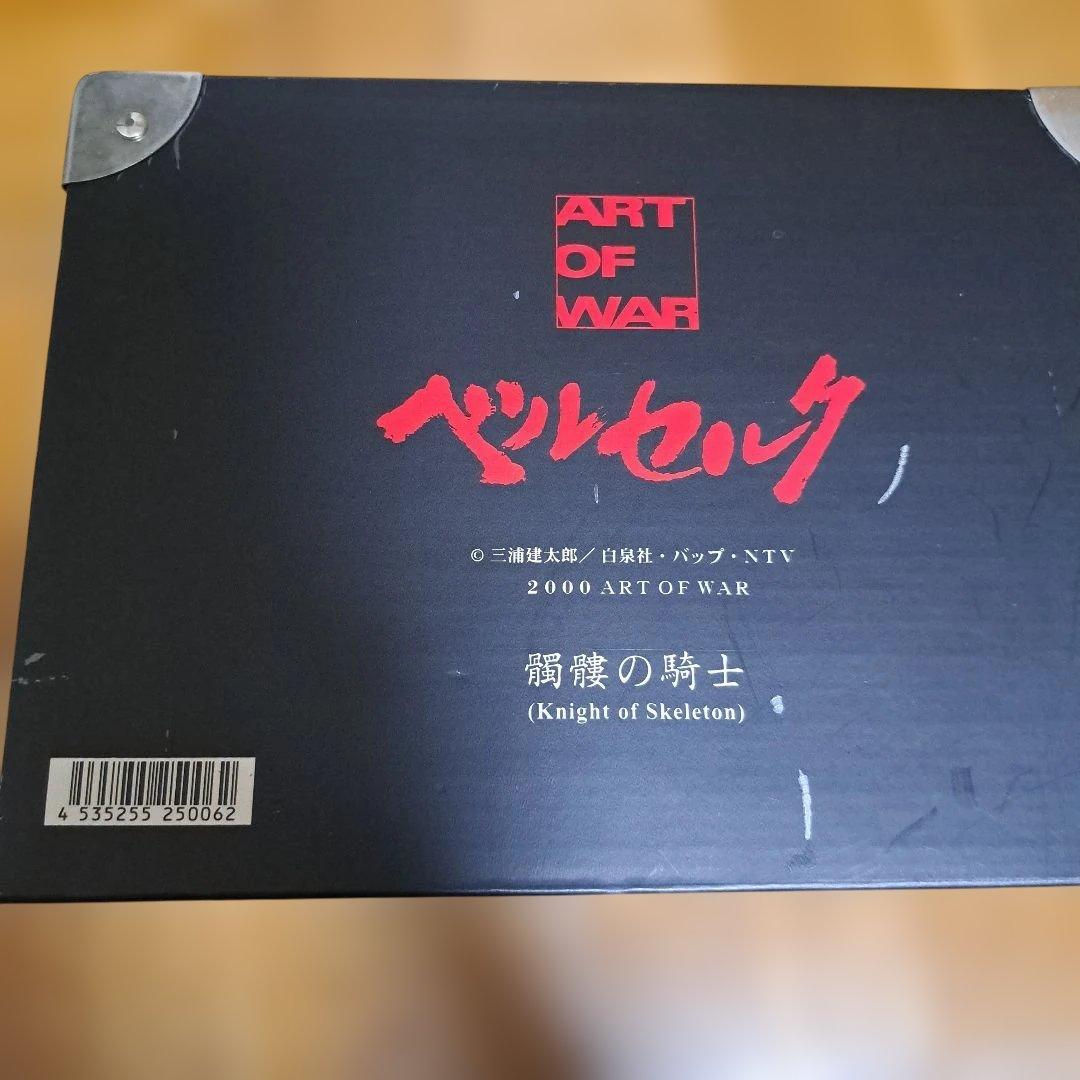 ART
OF
WAR
ベルセルク
© 三浦建太郎／白泉社・バップ・NTV
2000 ART OF WAR
髑髏の騎士
(Knight of Skeleton)
4 535255 250062